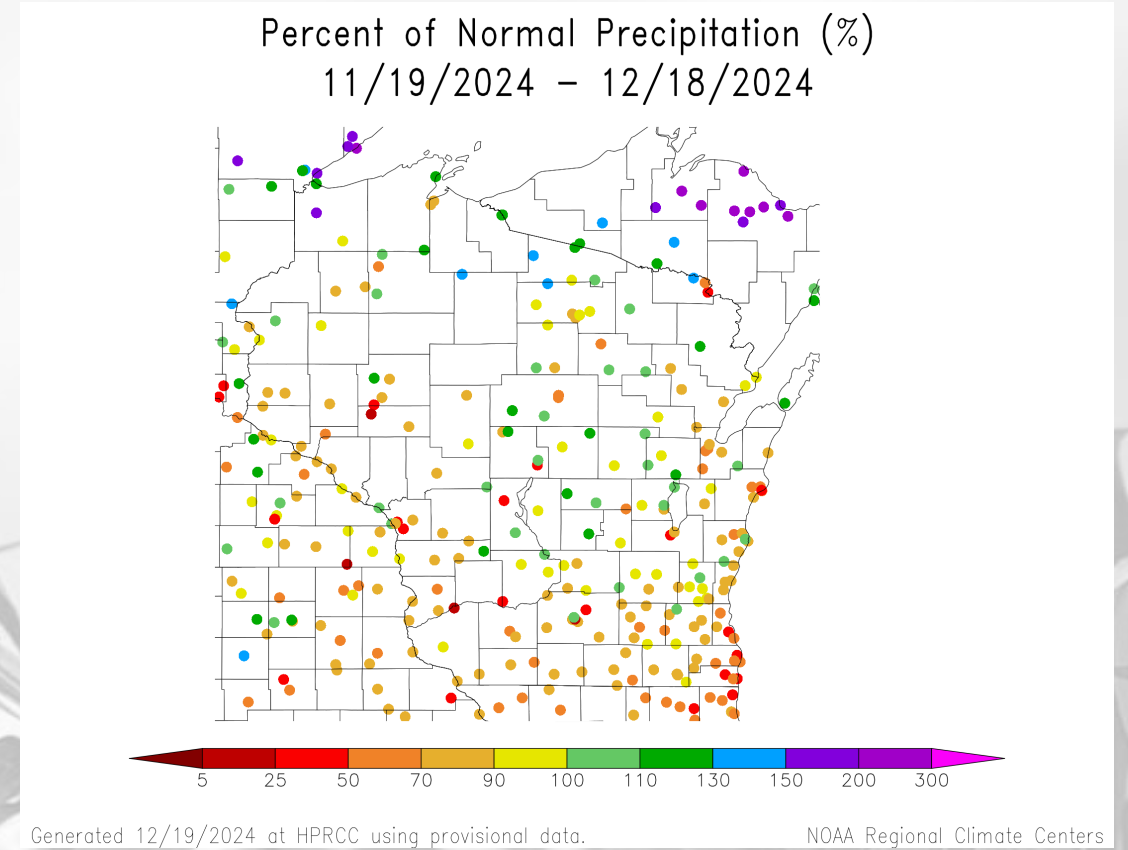 Percent of Normal Precipitation (%)
11/19/2024 – 12/18/2024
5 25 50 70 90 100 110 130 150 200 300
Generated 12/19/2024 at HPRCC using provisional data.
NOAA Regional Climate Centers